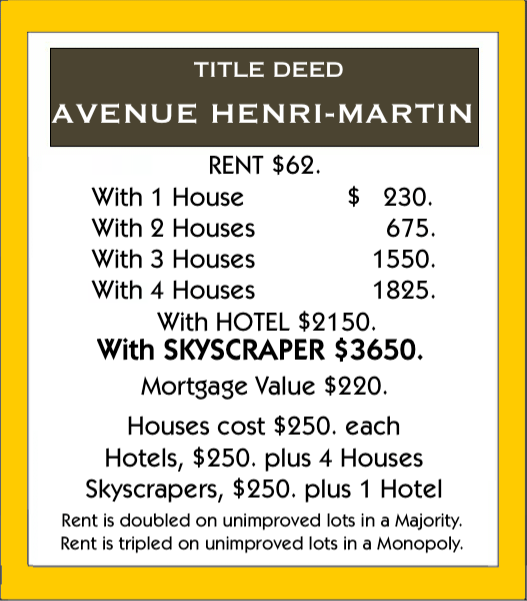 TITLE DEED
AVENUE HENRI-MARTIN
RENT $62.
With 1 House $ 230.
With 2 Houses 675.
With 3 Houses 1550.
With 4 Houses 1825.
With HOTEL $2150.
With SKYSCRAPER $3650.
Mortgage Value $220.
Houses cost $250. each
Hotels, $250. plus 4 Houses
Skyscrapers, $250. plus 1 Hotel
Rent is doubled on unimproved lots in a Majority.
Rent is tripled on unimproved lots in a Monopoly.